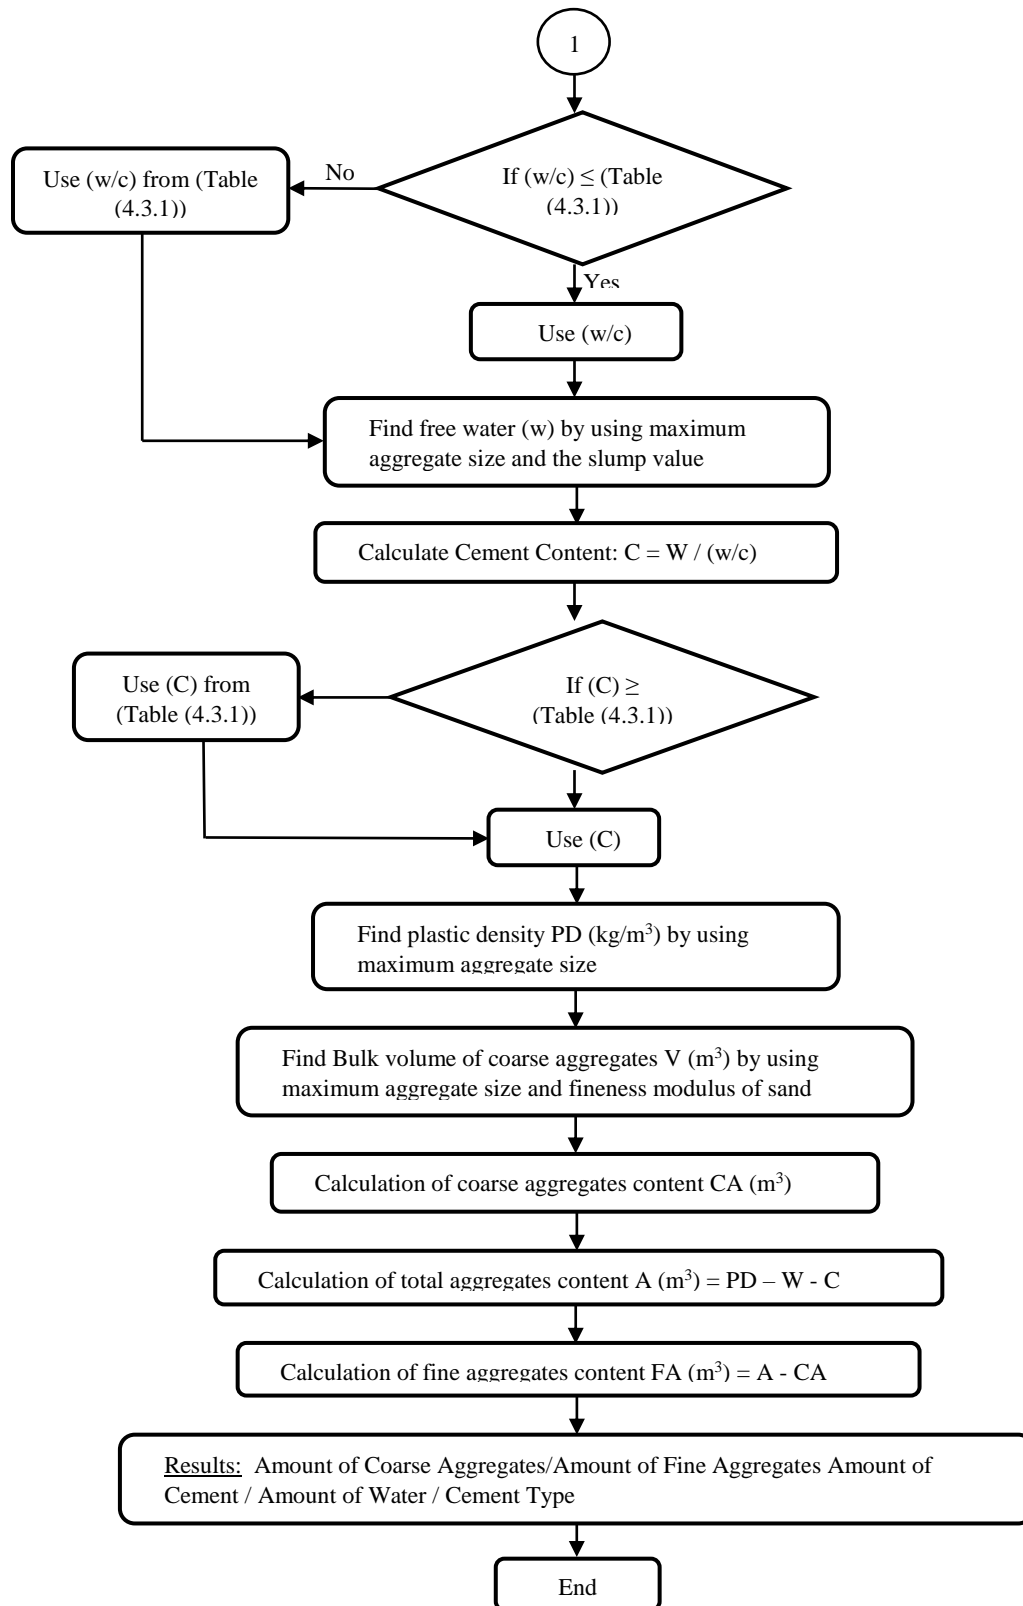 1
If (w/c) ≤ (Table
(4.3.1))
No
Use (w/c) from (Table
(4.3.1))
Yes
Use (w/c)
Find free water (w) by using maximum
aggregate size and the slump value
Calculate Cement Content: C = W / (w/c)
If (C) ≥
(Table (4.3.1))
Use (C) from
(Table (4.3.1))
Use (C)
Find plastic density PD (kg/m³) by using
maximum aggregate size
Find Bulk volume of coarse aggregates V (m³) by using
maximum aggregate size and fineness modulus of sand
Calculation of coarse aggregates content CA (m³)
Calculation of total aggregates content A (m³) = PD – W - C
Calculation of fine aggregates content FA (m³) = A - CA
Results: Amount of Coarse Aggregates/Amount of Fine Aggregates Amount of
Cement / Amount of Water / Cement Type
End